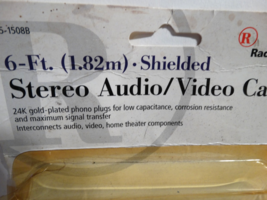 5-1508B
R
Rad
6-Ft. (1.82m) · Shielded
Stereo Audio/Video Ca
24K gold-plated phono plugs for low capacitance, corrosion resistance
and maximum signal transfer
Interconnects audio, video, home theater components